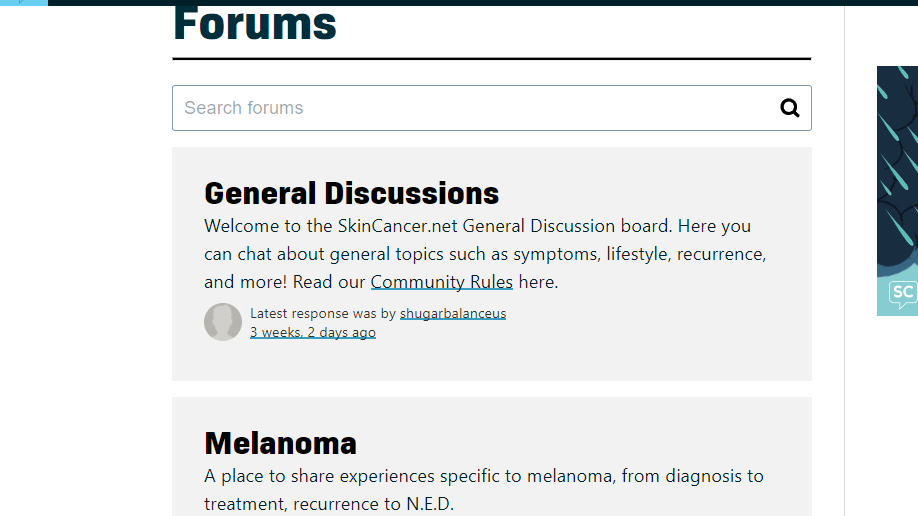 Forums
Search forums
General Discussions
Welcome to the SkinCancer.net General Discussion board. Here you
can chat about general topics such as symptoms, lifestyle, recurrence,
and more! Read our Community Rules here.
Latest response was by shugarbalanceus
3 weeks, 2 days ago
SC
Melanoma
A place to share experiences specific to melanoma, from diagnosis to
treatment, recurrence to N.E.D.